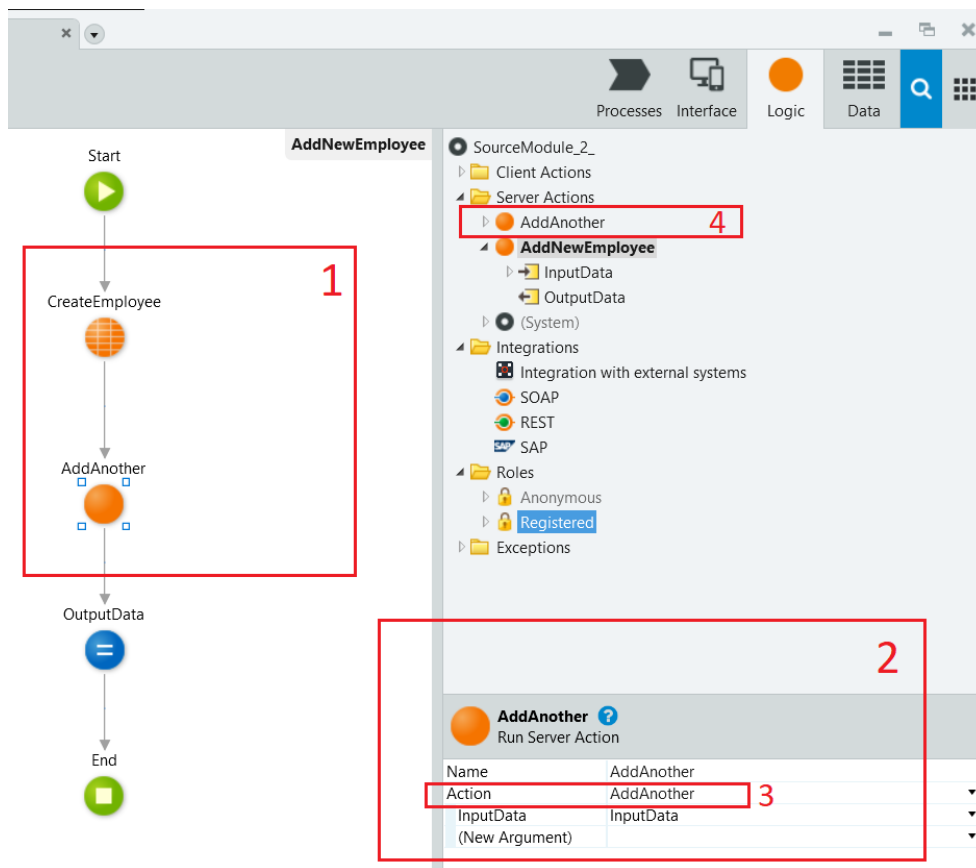 Processes Interface Logic Data
AddNewEmployee
Start
1
CreateEmployee
AddAnother
OutputData
End
SourceModule_2_
Client Actions
Server Actions
AddAnother 4
AddNewEmployee
InputData
OutputData
(System)
Integrations
Integration with external systems
SOAP
REST
SAP SAP
Roles
Anonymous
Registered
Exceptions
2
AddAnother ?
Run Server Action
Name AddAnother
Action AddAnother 3
InputData InputData
(New Argument)